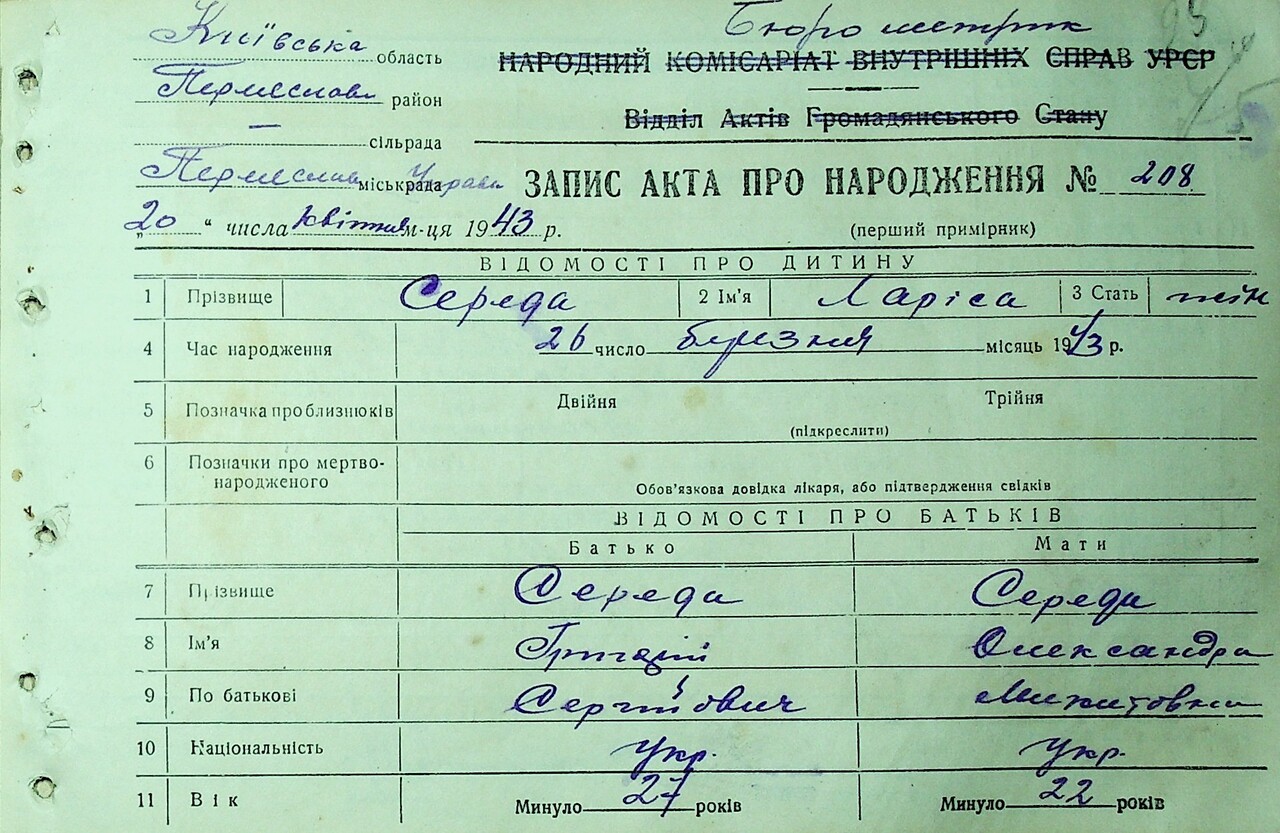 Київська область
Бюро метрик
НАРОДНИЙ КОМІСАРІАТ ВНУТРІШНІХ СПРАВ УРСР
район
Відділ Актів Громадянського Стану
— сільрада
міськрада Управа
ЗАПИС АКТА ПРО НАРОДЖЕННЯ № 208
„20“ числа квітня м-ця 1943 р.
(перший примірник)
ВІДОМОСТІ ПРО ДИТИНУ
1 Прізвище Середа 2 Ім'я Ларіса 3 Стать жін
4 Час народження 26 число березня місяць 1943 р.
5 Позначка про близнюків Двійня Трійня
(підкреслити)
6 Позначки про мертво-
народженого
Обов'язкова довідка лікаря, або підтвердження свідків
ВІДОМОСТІ ПРО БАТЬКІВ
Батько Мати
7 Прізвище Середа Середа
8 Ім'я Григорій Олександра
9 По батькові Сергійович Микитовна
10 Національність Укр. Укр.
11 Вік Минуло 27 років Минуло 22 років